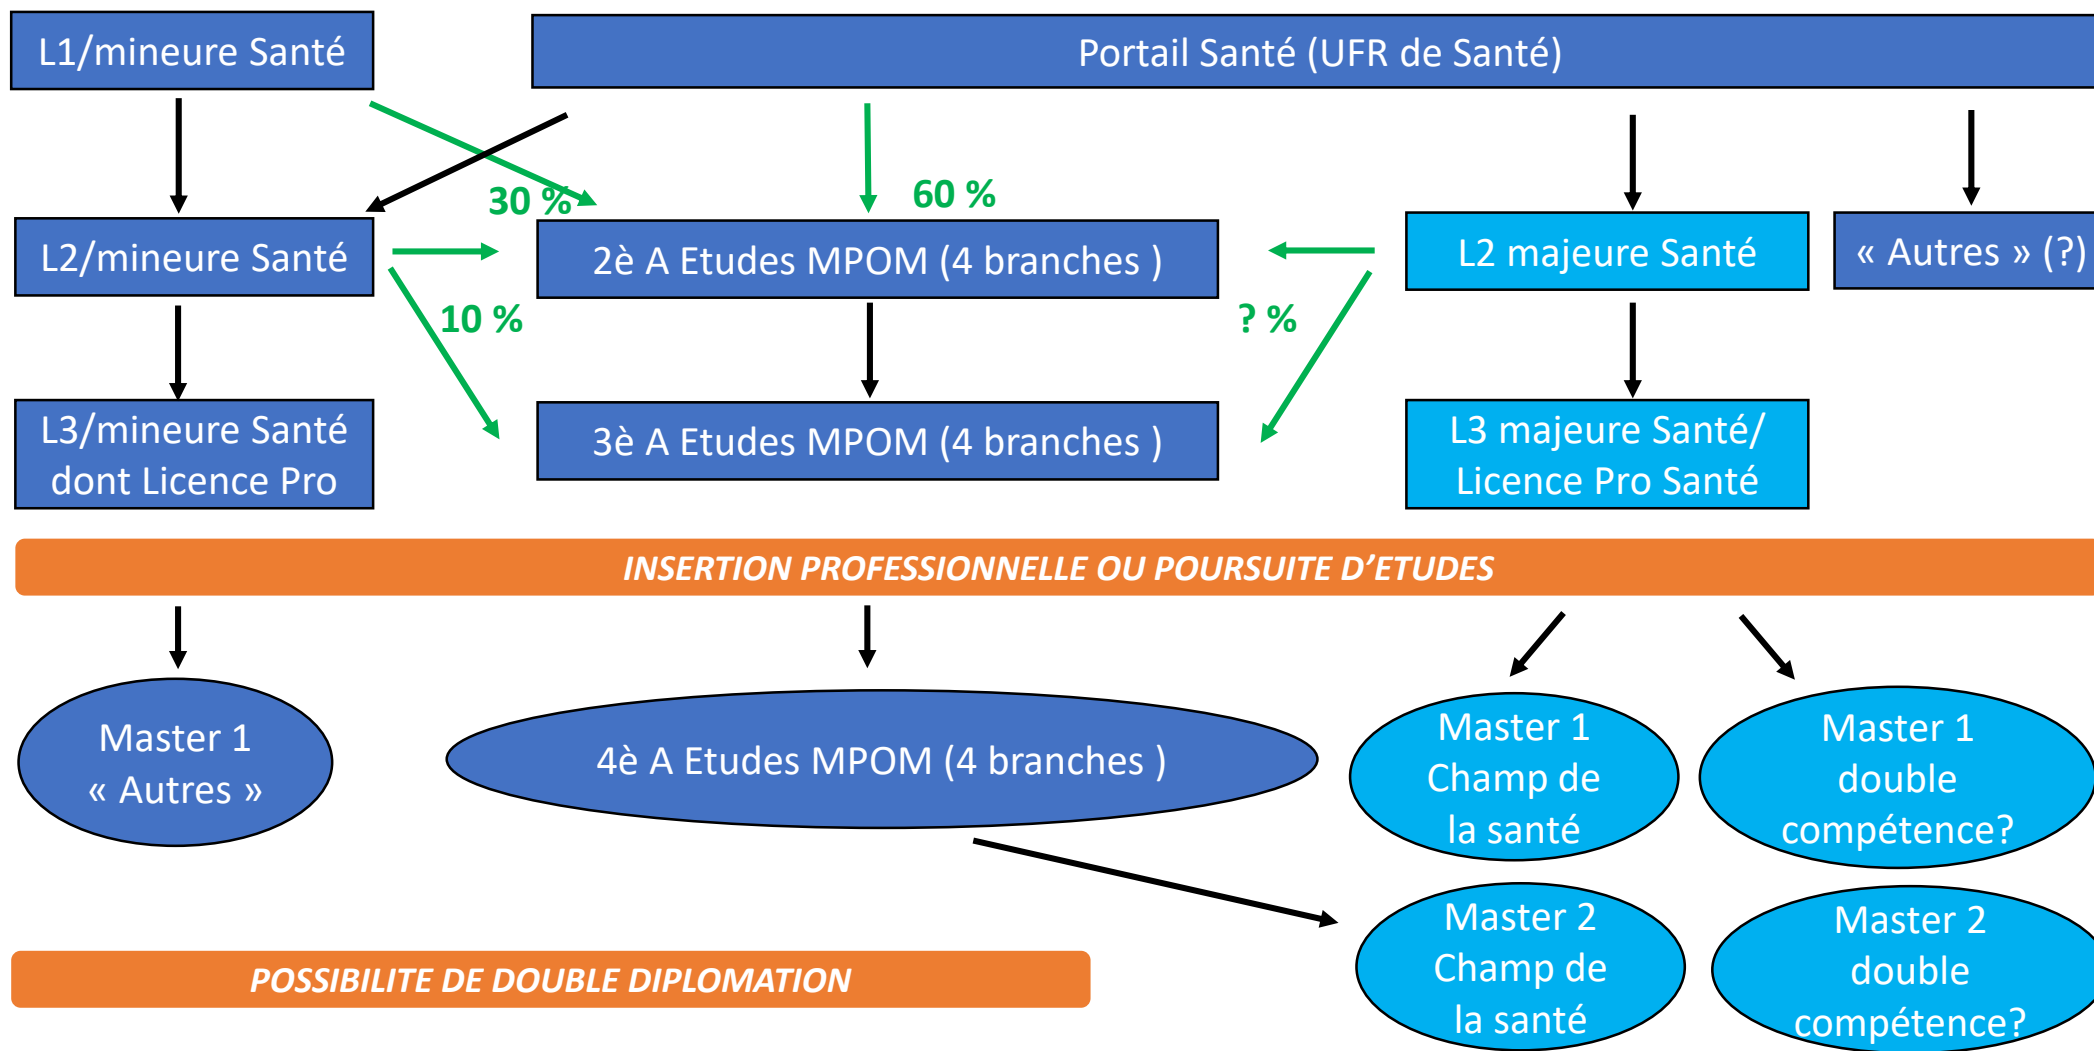 L1/mineure Santé
Portail Santé (UFR de Santé)
30 %
60 %
L2/mineure Santé
2è A Etudes MPOM (4 branches )
L2 majeure Santé
« Autres » (?)
10 %
? %
L3/mineure Santé
dont Licence Pro
3è A Etudes MPOM (4 branches )
L3 majeure Santé/
Licence Pro Santé
INSERTION PROFESSIONNELLE OU POURSUITE D’ETUDES
Master 1
« Autres »
4è A Etudes MPOM (4 branches )
Master 1
Champ de
la santé
Master 1
double
compétence?
Master 2
Champ de
la santé
Master 2
double
compétence?
POSSIBILITE DE DOUBLE DIPLOMATION